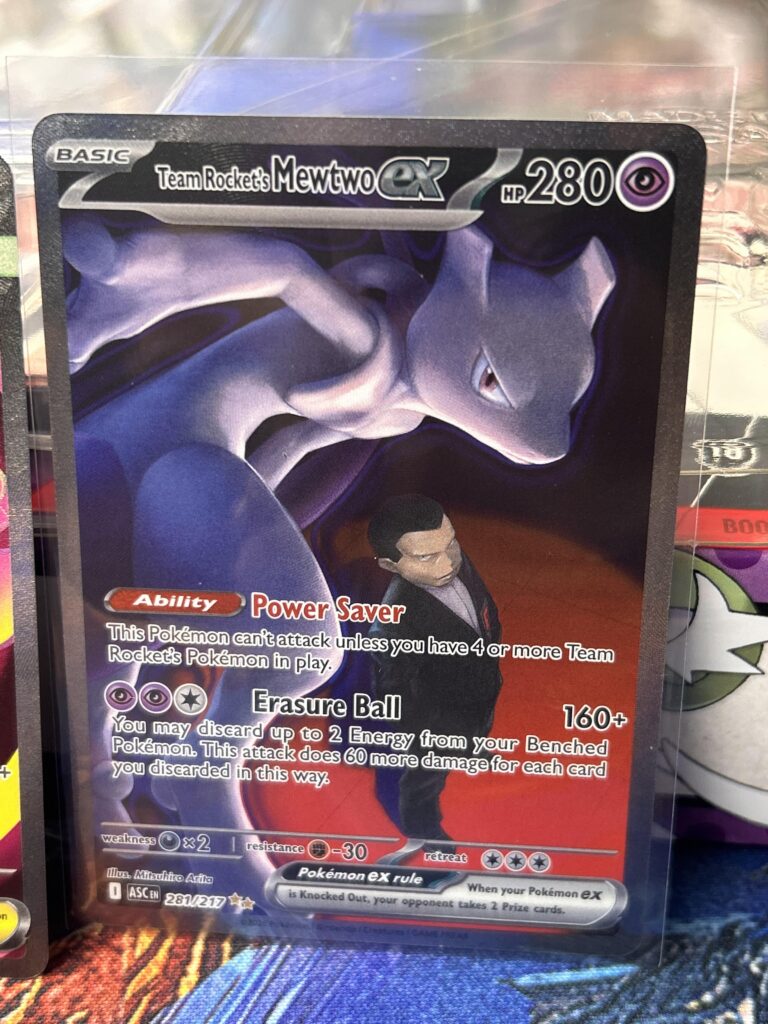 BASIC
Team Rocket's Mewtwo ex
HP 280
Ability Power Saver
This Pokémon can't attack unless you have 4 or more Team
Rocket's Pokémon in play.
Erasure Ball 160+
You may discard up to 2 Energy from your Benched
Pokémon. This attack does 60 more damage for each card
you discarded in this way.
weakness ×2 resistance -30 retreat
Illus. Mitsuhiro Arita
I ASC EN 281/217
Pokémon ex rule
When your Pokémon ex
is Knocked Out, your opponent takes 2 Prize cards.
10
BOO
+
on